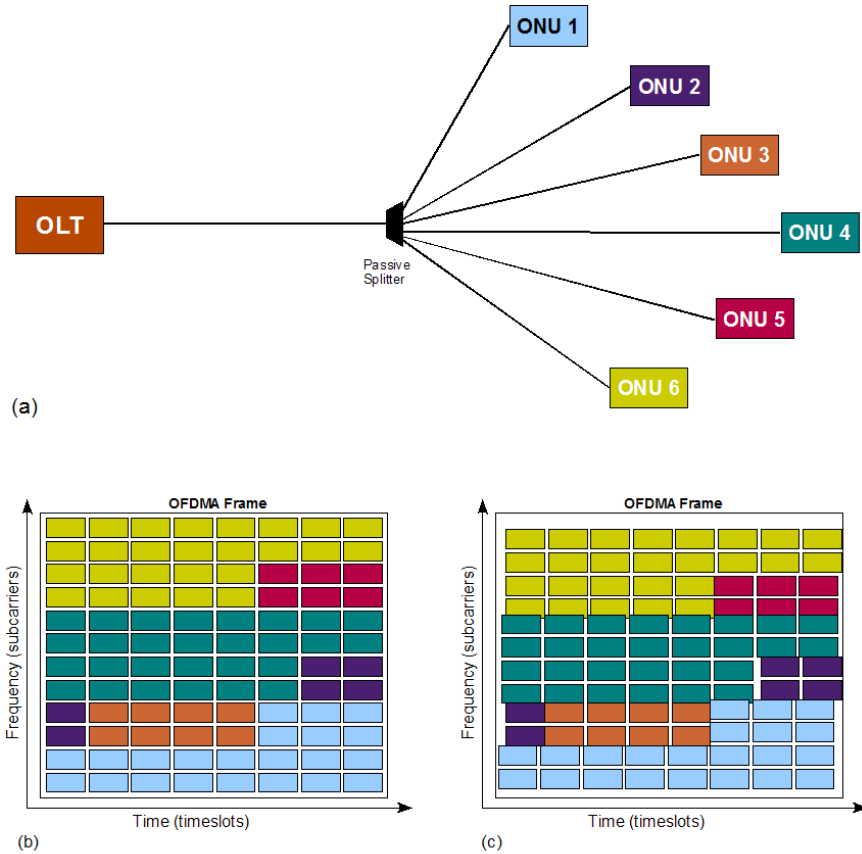 ONU 1
ONU 2
ONU 3
OLT
ONU 4
Passive
Splitter
ONU 5
ONU 6
(a)
OFDMA Frame
Frequency (subcarriers)
Time (timeslots)
(b)
OFDMA Frame
Frequency (subcarriers)
Time (timeslots)
(c)